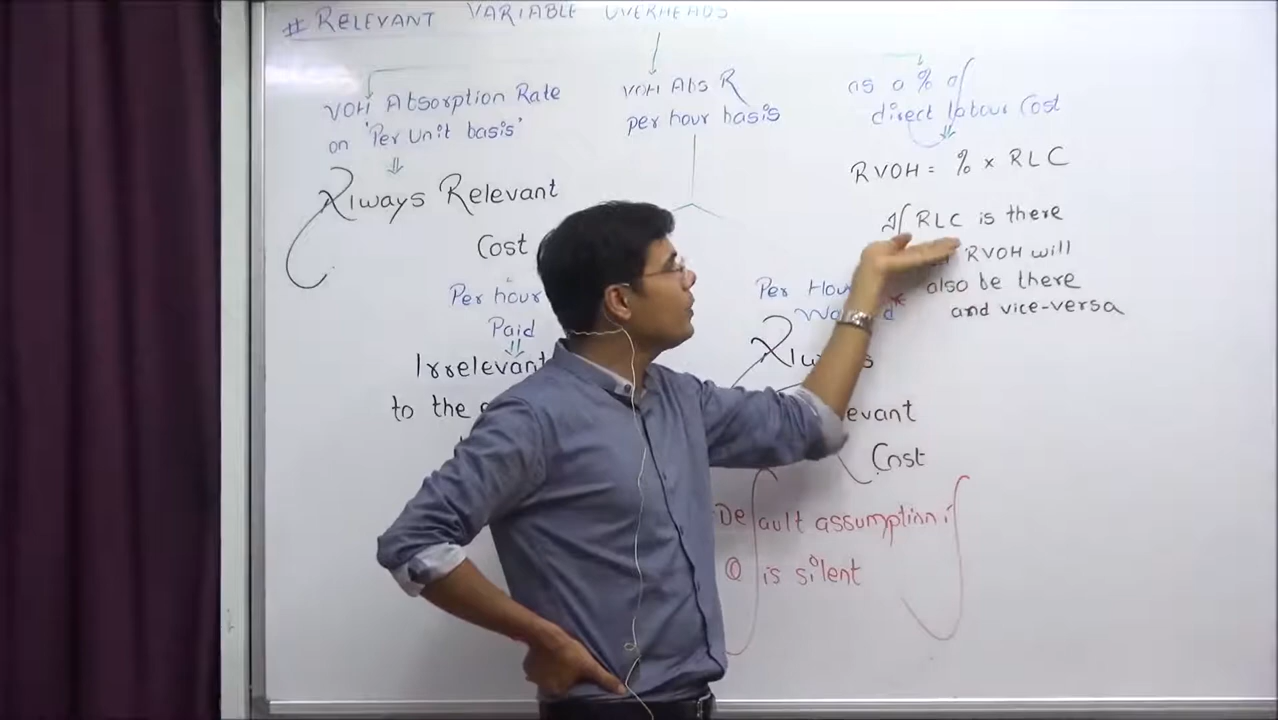 # RELEVANT VARIABLE OVERHEADS
VOH Absorption Rate
on 'Per Unit basis'
⇓
Always Relevant
Cost
VOH Abs R
per hour basis
Per hour
Paid
⇓
Irrelevant
to the
Per
Relevant
Cost
Default assumption if
Q is silent
as a % of
direct labour Cost
⇓
RVOH = % × RLC
If RLC is there
RVOH will
also be there
and vice-versa